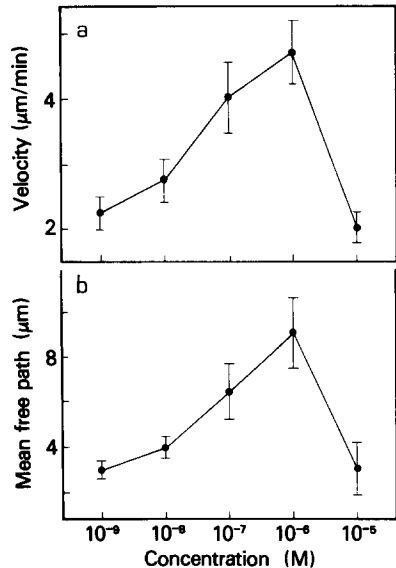 a
Velocity (μm/min)
4
2
b
Mean free path (μm)
8
4
10⁻⁹ 10⁻⁸ 10⁻⁷ 10⁻⁶ 10⁻⁵
Concentration (M)